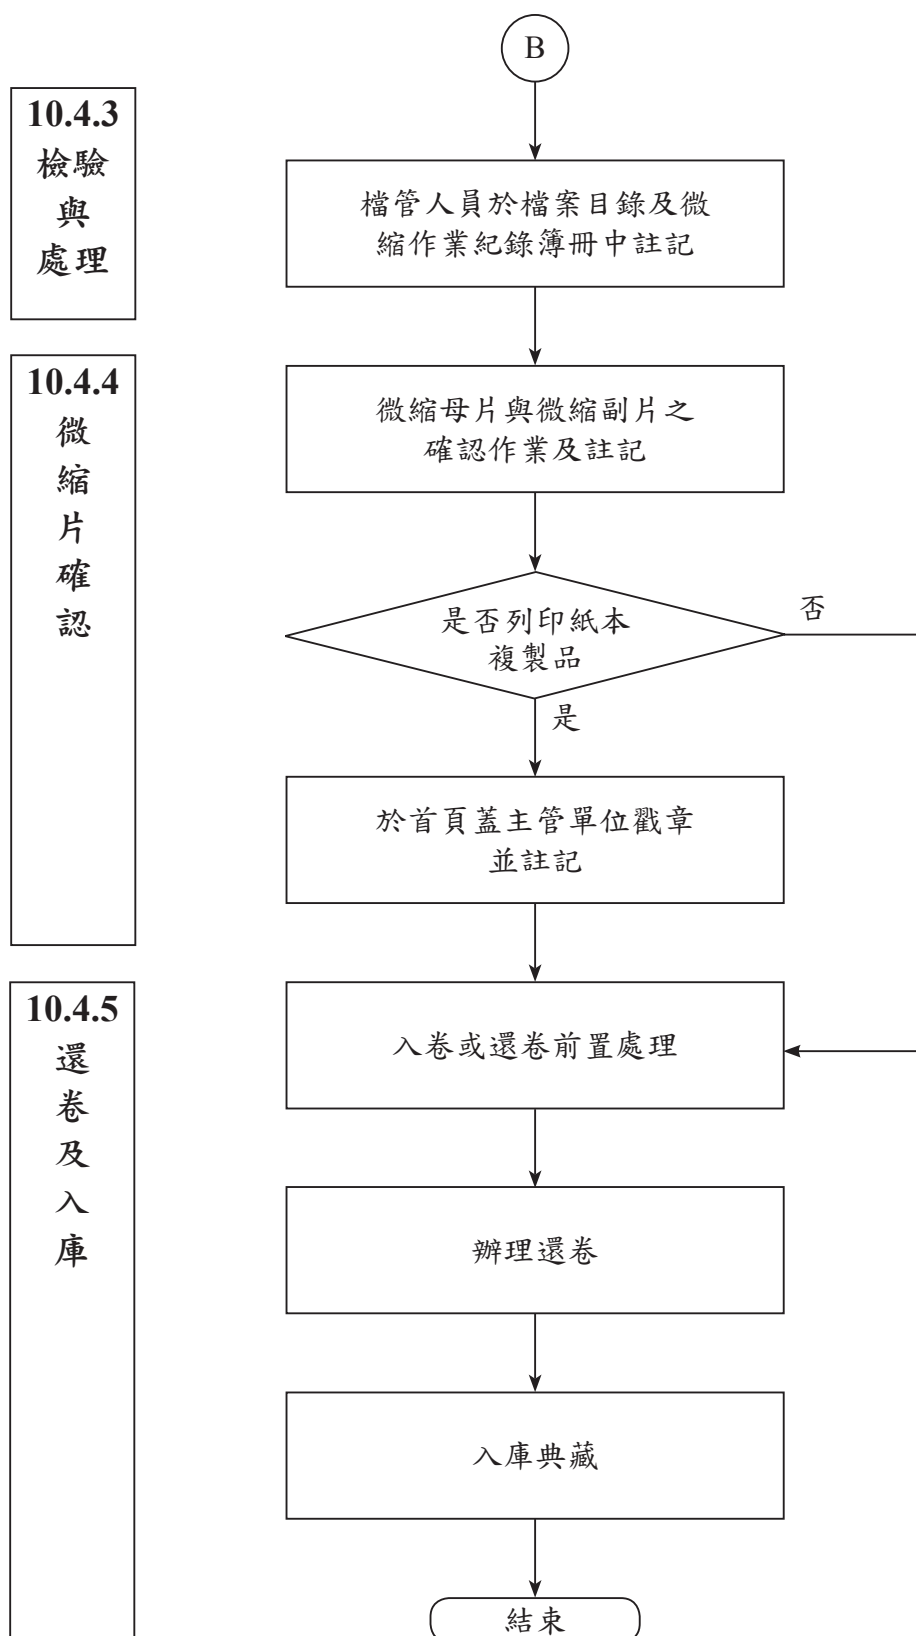 B
10.4.3
檢驗
與
處理
檔管人員於檔案目錄及微
縮作業紀錄簿冊中註記
10.4.4
微
縮
片
確
認
微縮母片與微縮副片之
確認作業及註記
是否列印紙本
複製品
否
是
於首頁蓋主管單位戳章
並註記
10.4.5
還
卷
及
入
庫
入卷或還卷前置處理
辦理還卷
入庫典藏
結束